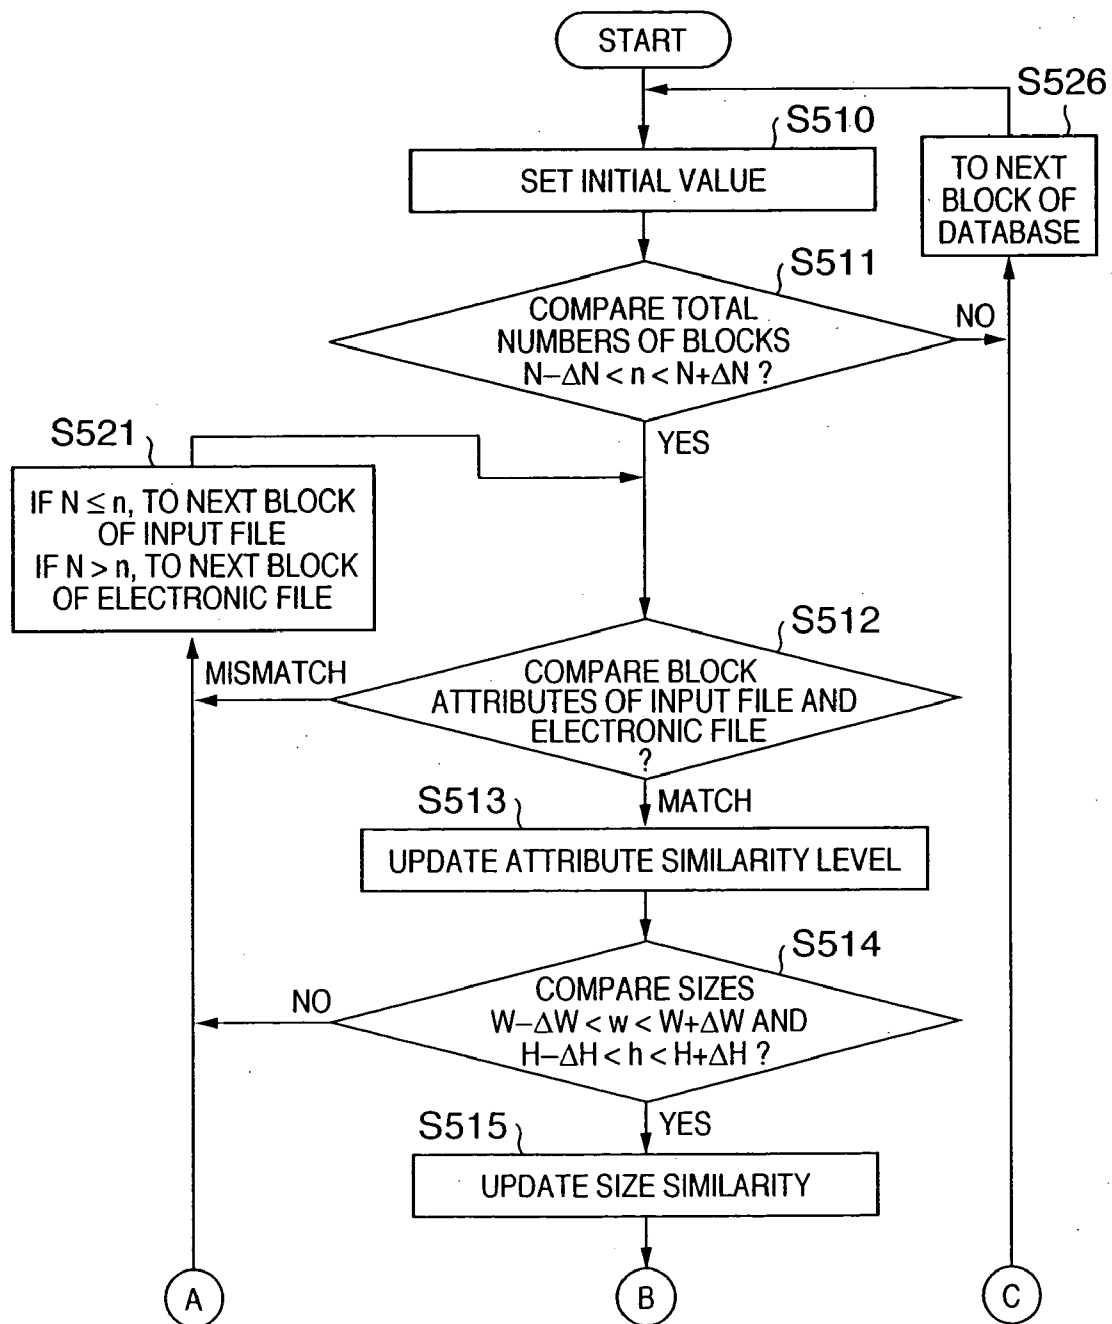 START
S526
S510
SET INITIAL VALUE
TO NEXT
BLOCK OF
DATABASE
S511
COMPARE TOTAL
NUMBERS OF BLOCKS
N−ΔN < n < N+ΔN ?
NO
YES
S521
IF N ≤ n, TO NEXT BLOCK
OF INPUT FILE
IF N > n, TO NEXT BLOCK
OF ELECTRONIC FILE
S512
MISMATCH
COMPARE BLOCK
ATTRIBUTES OF INPUT FILE AND
ELECTRONIC FILE
?
MATCH
S513
UPDATE ATTRIBUTE SIMILARITY LEVEL
S514
NO
COMPARE SIZES
W−ΔW < w < W+ΔW AND
H−ΔH < h < H+ΔH ?
YES
S515
UPDATE SIZE SIMILARITY
A
B
C